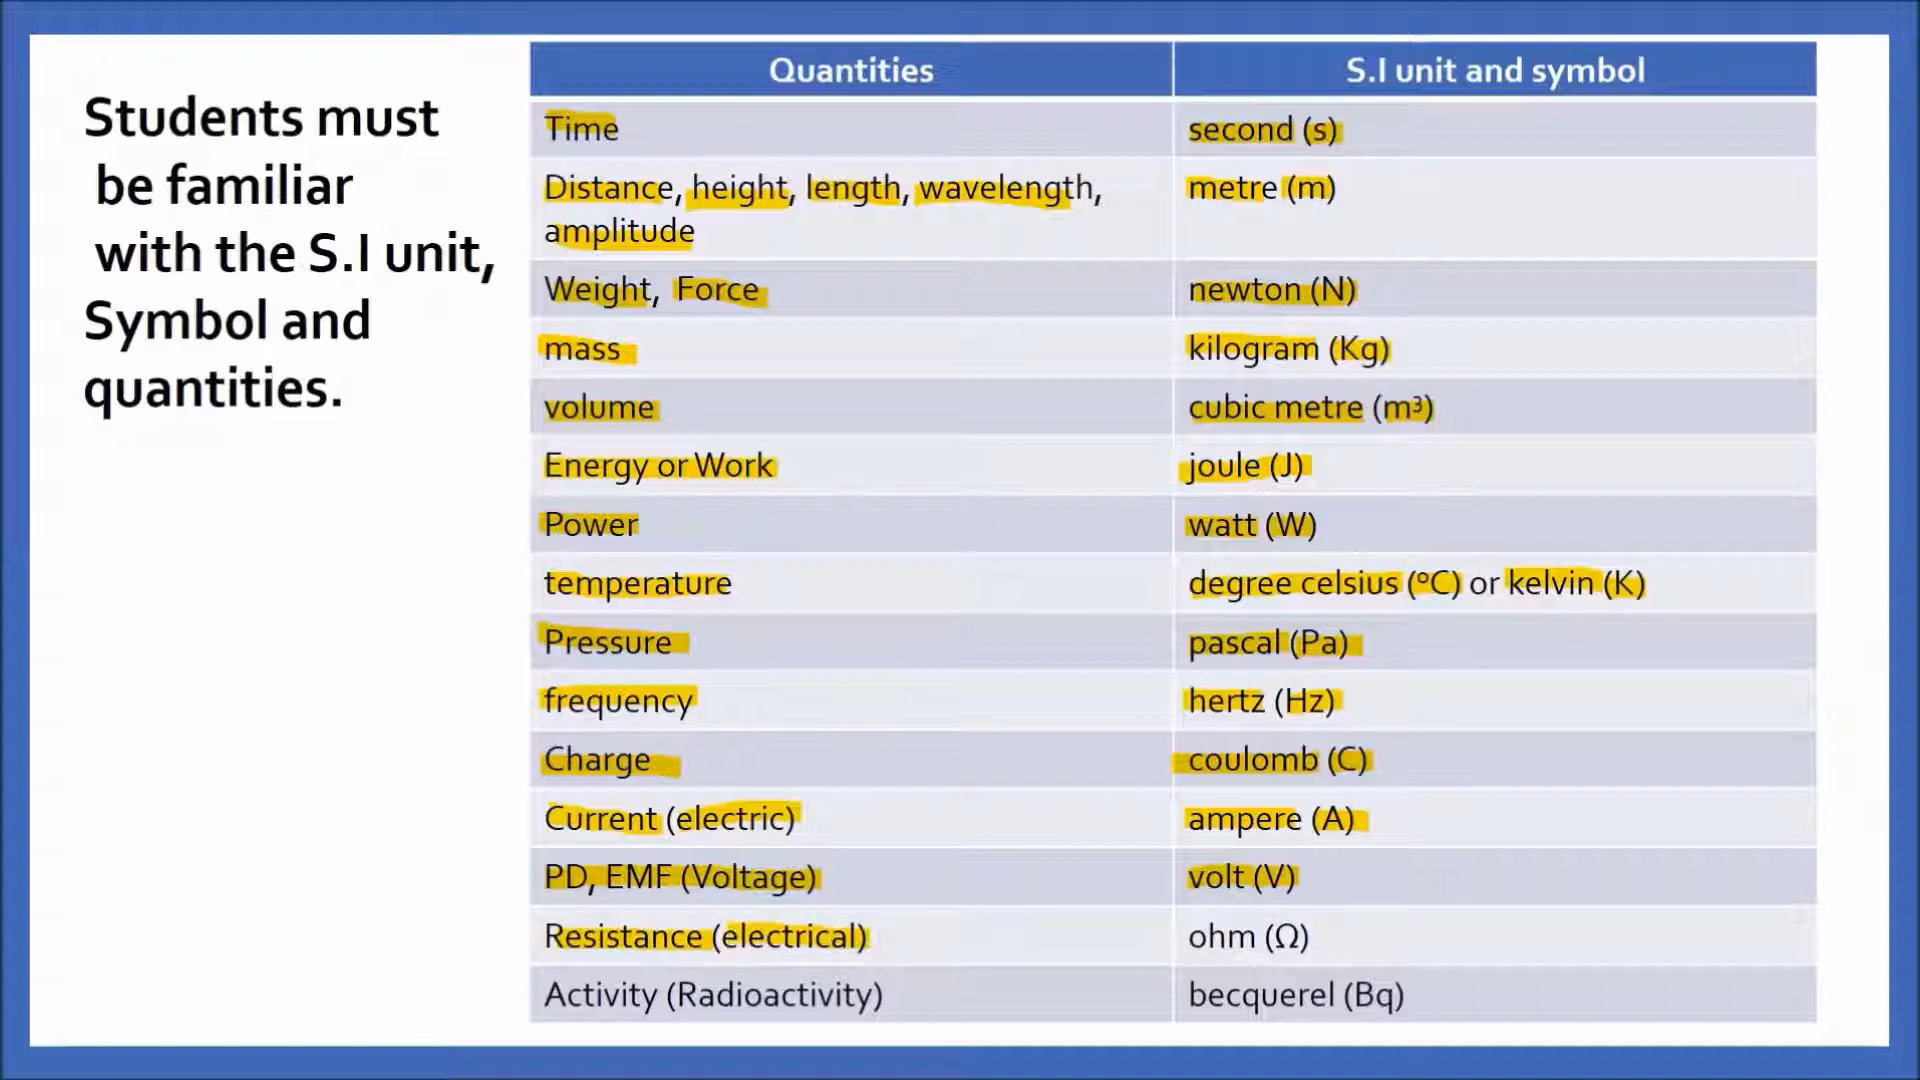 Students must
be familiar
with the S.I unit,
Symbol and
quantities.
Quantities S.I unit and symbol
Time second (s)
Distance, height, length, wavelength, metre (m)
amplitude
Weight, Force newton (N)
mass kilogram (Kg)
volume cubic metre (m³)
Energy or Work joule (J)
Power watt (W)
temperature degree celsius (°C) or kelvin (K)
Pressure pascal (Pa)
frequency hertz (Hz)
Charge coulomb (C)
Current (electric) ampere (A)
PD, EMF (Voltage) volt (V)
Resistance (electrical) ohm (Ω)
Activity (Radioactivity) becquerel (Bq)